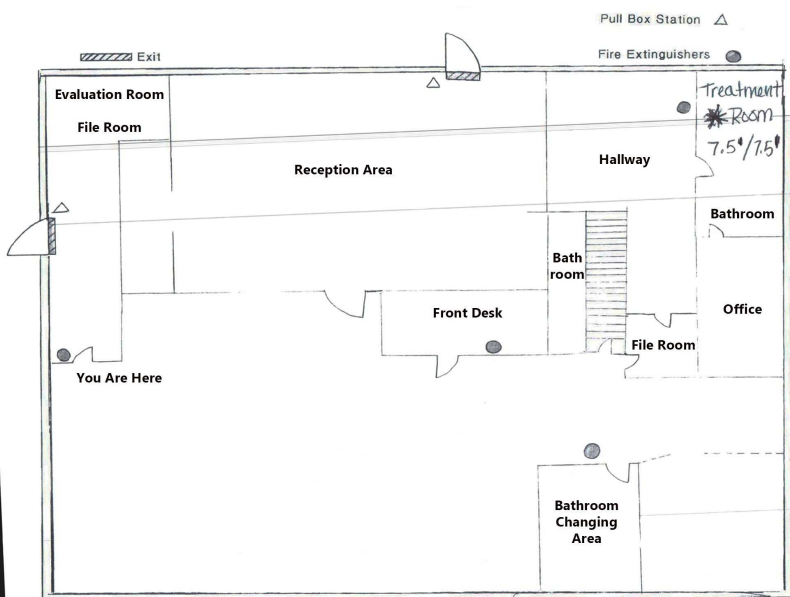 Pull Box Station
Exit
Fire Extinguishers
Evaluation Room
File Room
Treatment
Room
7.5'/7.5'
Reception Area
Hallway
Bathroom
Bath
room
Front Desk
Office
File Room
You Are Here
Bathroom
Changing
Area